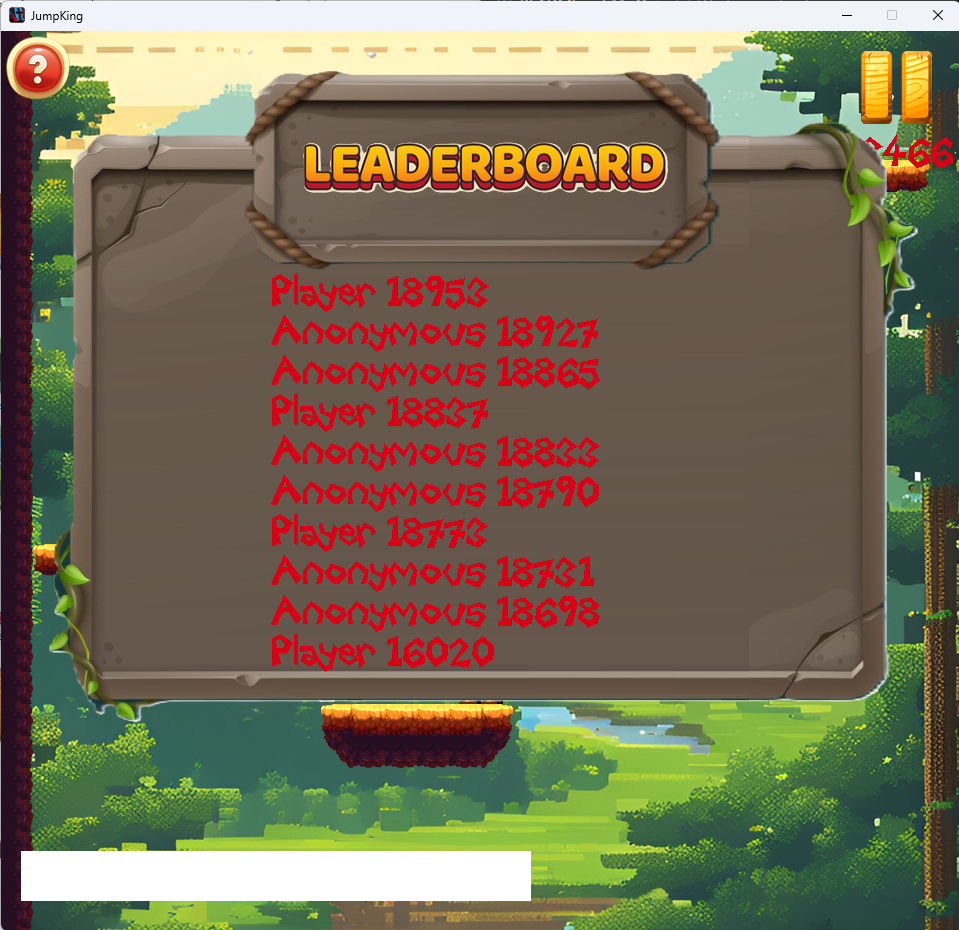 JumpKing
?
LEADERBOARD
~466
Player 18953
Anonymous 18927
Anonymous 18865
Player 18837
Anonymous 18833
Anonymous 18790
Player 18773
Anonymous 18731
Anonymous 18698
Player 16020